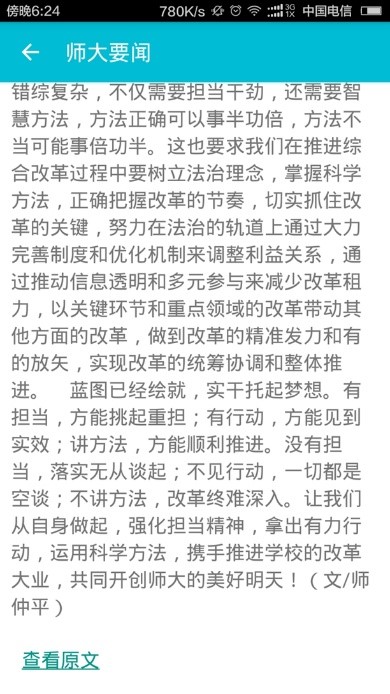 傍晚6:24
780K/s
3G
1X
中国电信
师大要闻
错综复杂，不仅需要担当干劲，还需要智
慧方法，方法正确可以事半功倍，方法不
当可能事倍功半。这也要求我们在推进综
合改革过程中要树立法治理念，掌握科学
方法，正确把握改革的节奏，切实抓住改
革的关键，努力在法治的轨道上通过大力
完善制度和优化机制来调整利益关系，通
过推动信息透明和多元参与来减少改革阻
力，以关键环节和重点领域的改革带动其
他方面的改革，做到改革的精准发力和有
的放矢，实现改革的统筹协调和整体推
进。 蓝图已经绘就，实干托起梦想。有
担当，方能挑起重担；有行动，方能见到
实效；讲方法，方能顺利推进。没有担
当，落实无从谈起；不见行动，一切都是
空谈；不讲方法，改革终难深入。让我们
从自身做起，强化担当精神，拿出有力行
动，运用科学方法，携手推进学校的改革
大业，共同开创师大的美好明天！（文/师
仲平）
查看原文